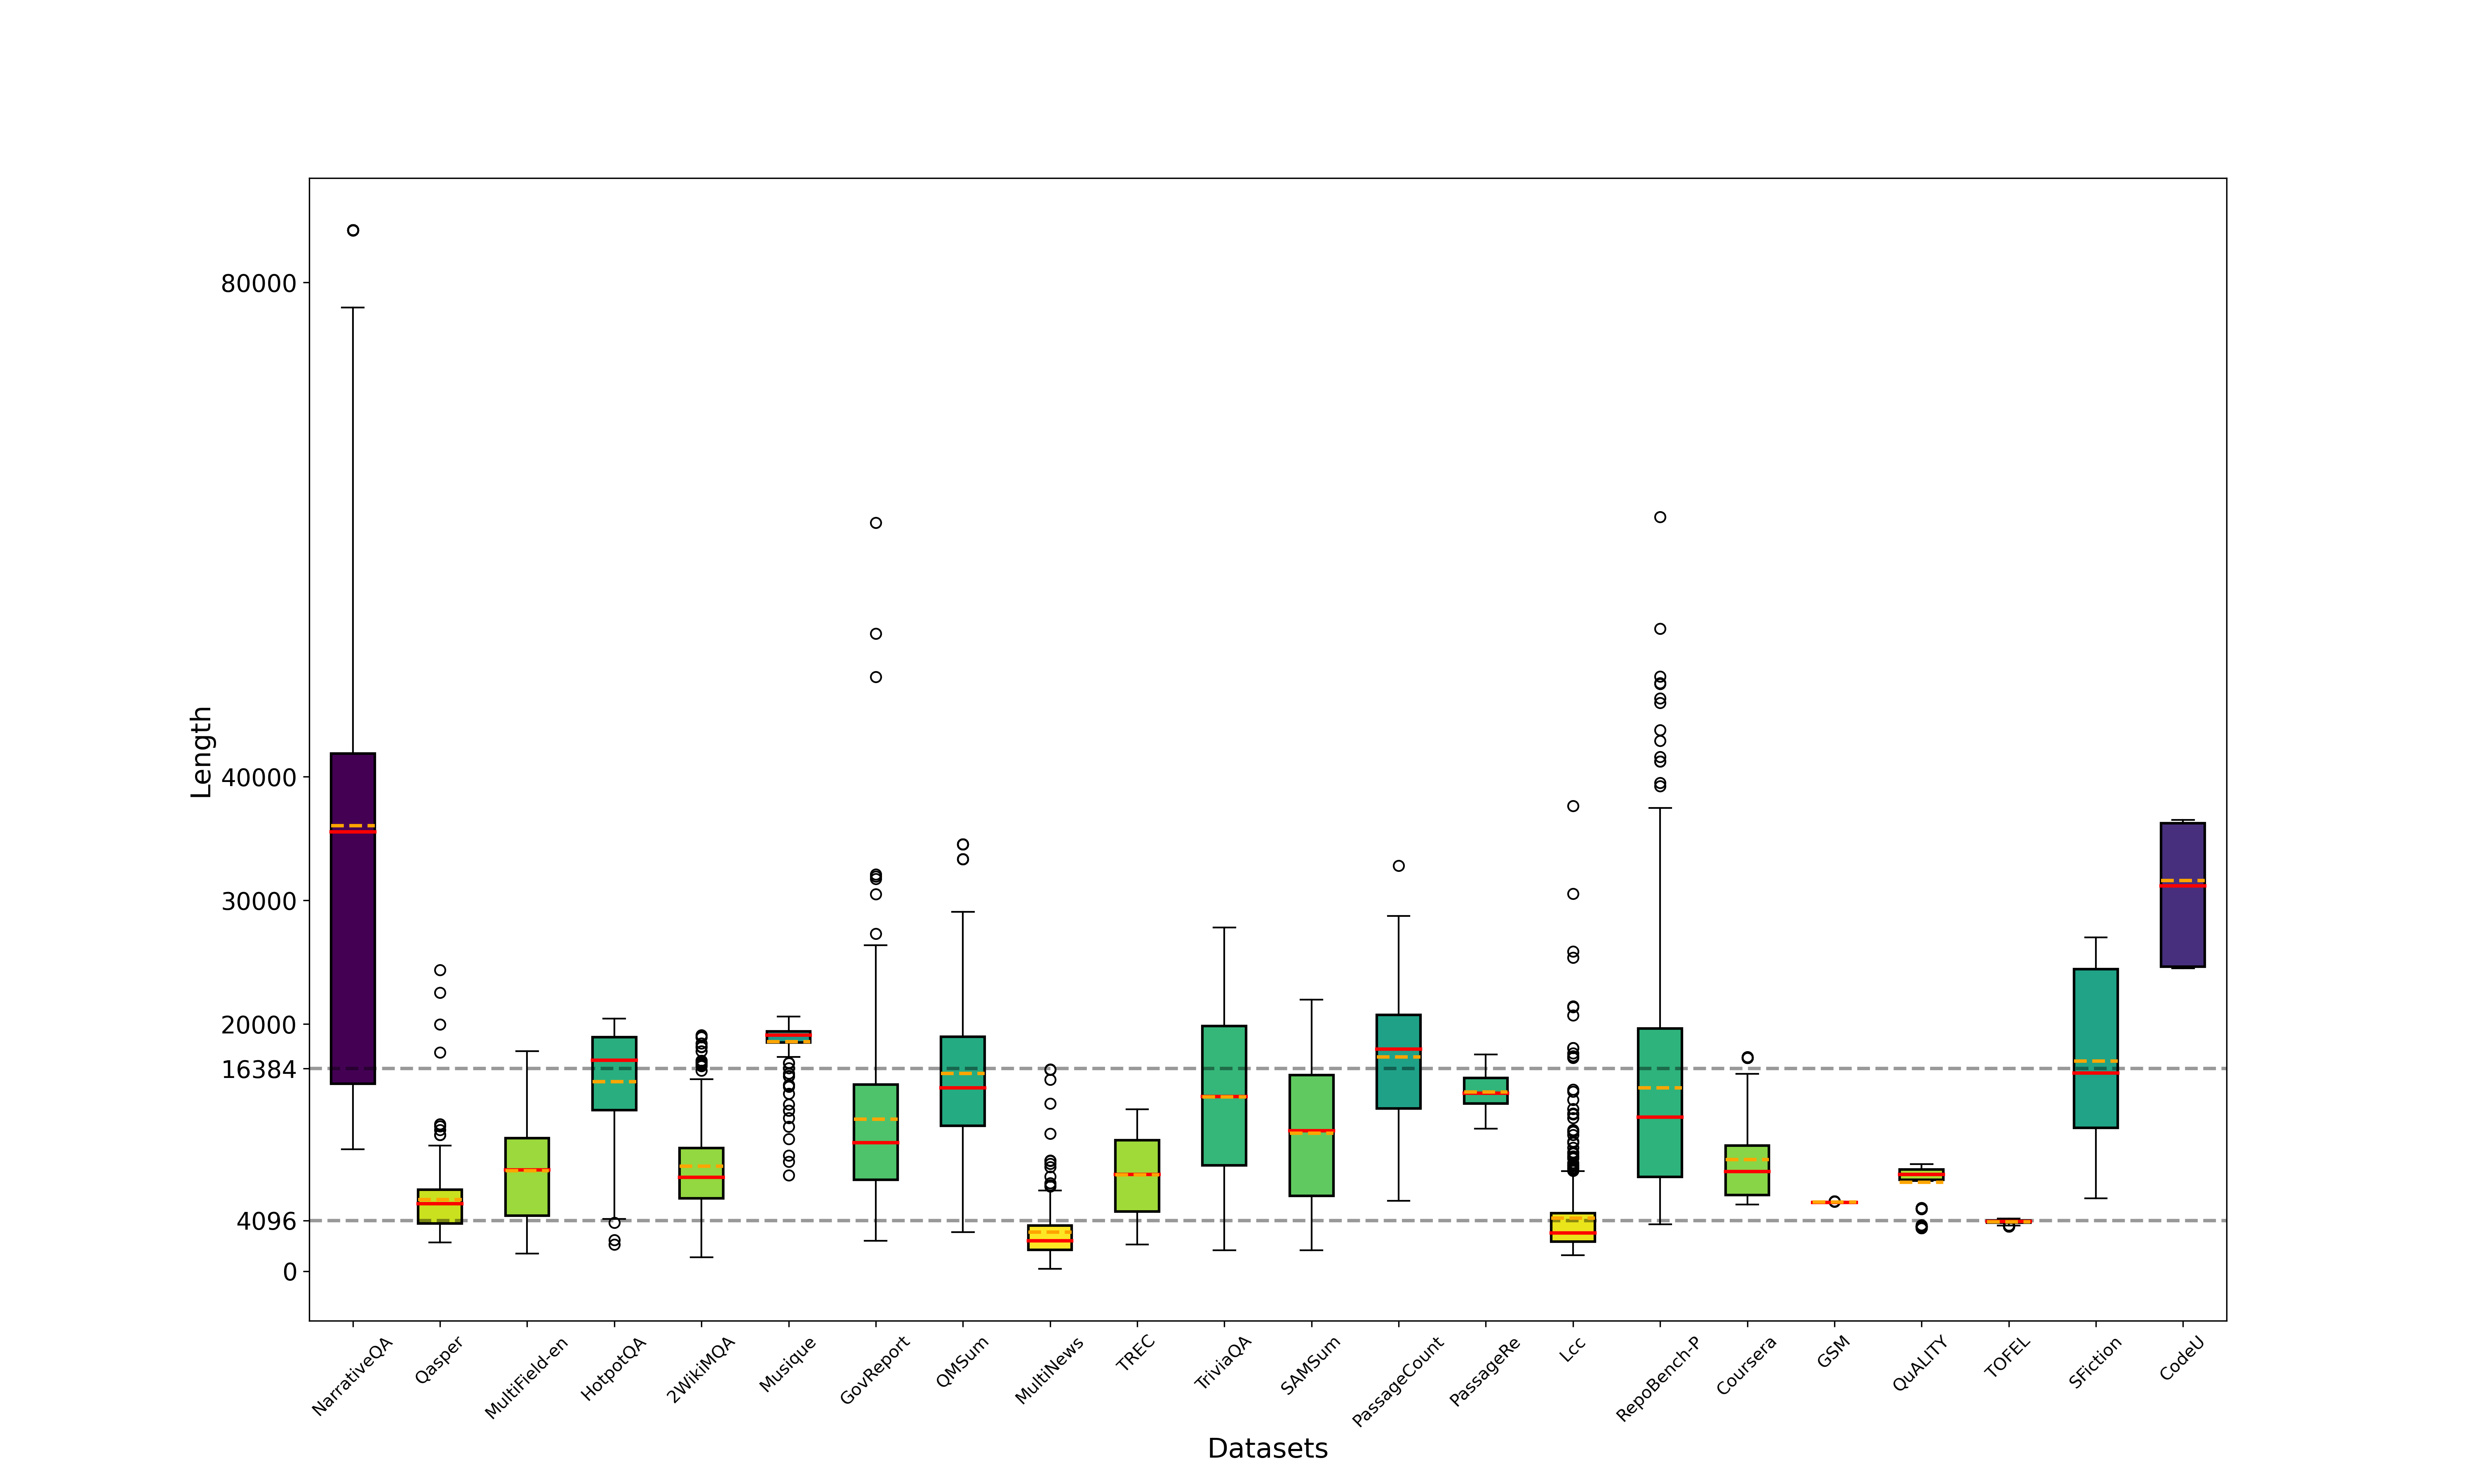 80000
40000
30000
20000
16384
4096
0
Length
NarrativeQA
Qasper
MultiField-en
HotpotQA
2WikiMQA
Musique
GovReport
QMSum
MultiNews
TREC
TriviaQA
SAMSum
PassageCount
PassageRe
Lcc
RepoBench-P
Coursera
GSM
QuALITY
TOFEL
SFiction
CodeU
Datasets